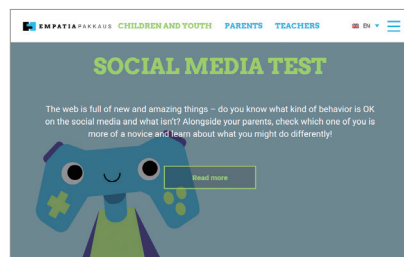 EMPATIAPAKKAUS CHILDREN AND YOUTH PARENTS TEACHERS EN
SOCIAL MEDIA TEST
The web is full of new and amazing things – do you know what kind of behavior is OK
on the social media and what isn't? Alongside your parents, check which one of you is
more of a novice and learn about what you might do differently!
Read more